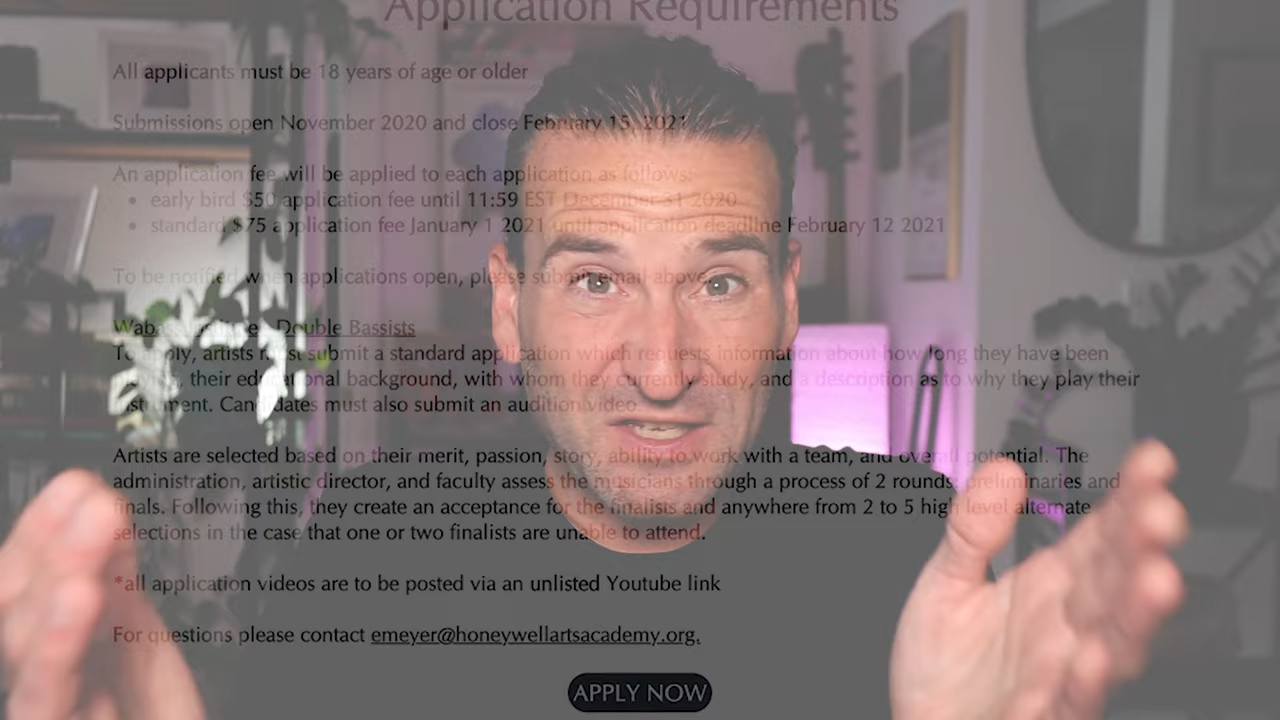 Application Requirements
All applicants must be 18 years of age or older
Submissions open November 2020 and close February 15, 2021
An application fee will be applied to each application as follows:
• early bird $50 application fee until 11:59 EST December 31 2020
• standard $75 application fee January 1 2021 until application deadline February 12 2021
To be notified when applications open, please submit email above
Double Bassists
To apply, artists must submit a standard application which requests information about how long they have been
their educational background, with whom they currently study, and a description as to why they play their
instrument. Candidates must also submit an audition video.
Artists are selected based on their merit, passion, story, ability to work with a team, and overall potential. The
administration, artistic director, and faculty assess the musicians through a process of 2 rounds, preliminaries and
finals. Following this, they create an acceptance for the finalists and anywhere from 2 to 5 high level alternate
selections in the case that one or two finalists are unable to attend.
*all application videos are to be posted via an unlisted Youtube link
For questions please contact emeyer@honeywellartsacademy.org.
APPLY NOW